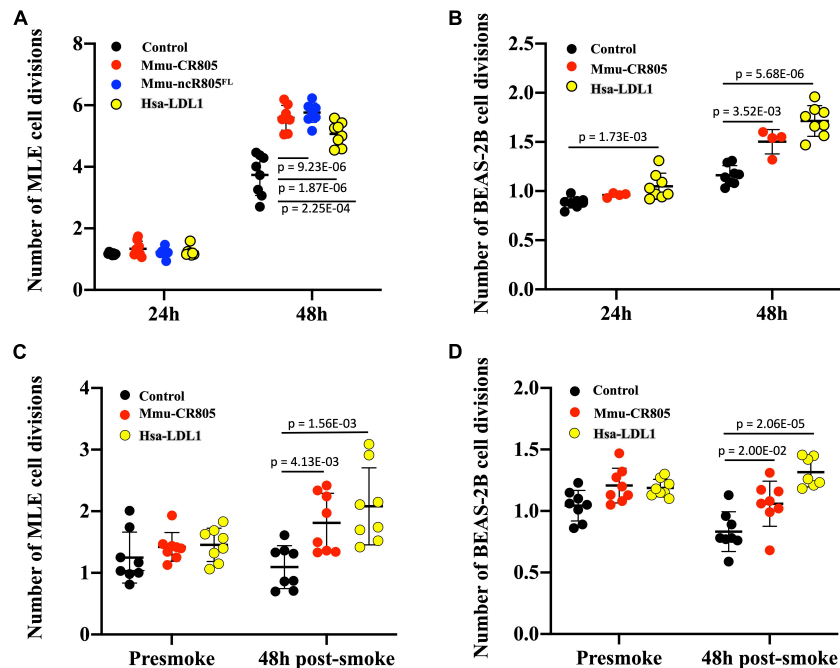 A
Number of MLE cell divisions
8
6
4
2
0
Control
Mmu-CR805
Mmu-ncR805FL
Hsa-LDL1
p = 9.23E-06
p = 1.87E-06
p = 2.25E-04
24h
48h
B
Number of BEAS-2B cell divisions
2.5
2.0
1.5
1.0
0.5
0.0
Control
Mmu-CR805
Hsa-LDL1
p = 5.68E-06
p = 3.52E-03
p = 1.73E-03
24h
48h
C
Number of MLE cell divisions
4
3
2
1
0
Control
Mmu-CR805
Hsa-LDL1
p = 1.56E-03
p = 4.13E-03
Presmoke
48h post-smoke
D
Number of BEAS-2B cell divisions
2.0
1.5
1.0
0.5
0.0
Control
Mmu-CR805
Hsa-LDL1
p = 2.06E-05
p = 2.00E-02
Presmoke
48h post-smoke